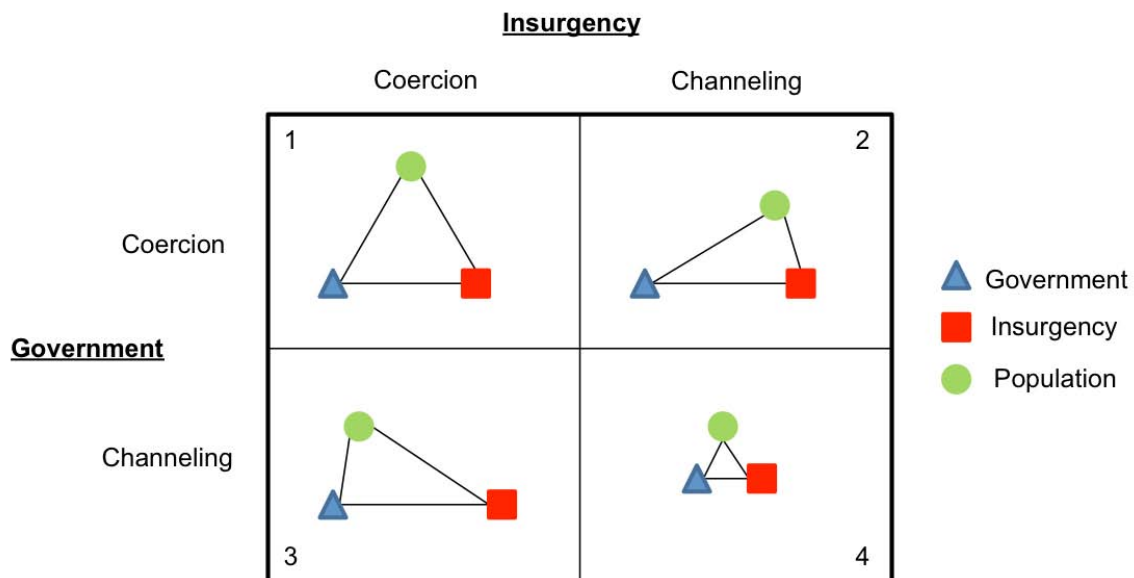 Insurgency
Coercion Channeling
1 2
Coercion
Government
Insurgency
Government
Population
Channeling
3 4